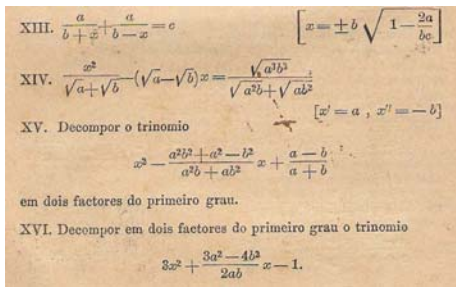 XIII. a/(b + x) + a/(b − x) = c [x = ± b √(1 − 2a/bc)]
XIV. x²/(√a + √b) − (√a − √b) x = √(a³b³)/(√(a²b) + √(ab²))
[x' = a , x'' = − b]
XV. Decompor o trinomio
x² − (a²b² + a² − b²)/(a²b + ab²) x + (a − b)/(a + b)
em dois factores do primeiro grau.
XVI. Decompor em dois factores do primeiro grau o trinomio
3x² + (3a² − 4b²)/2ab x − 1.